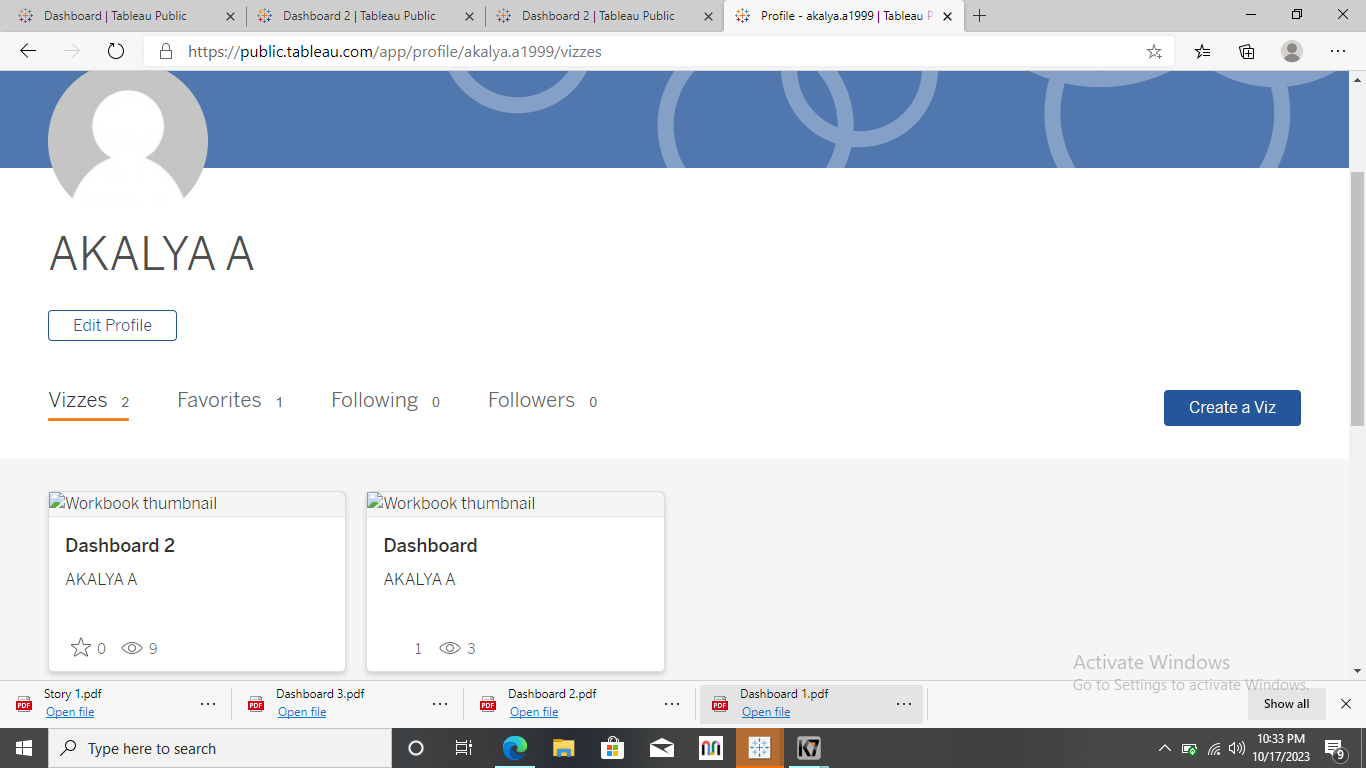 Dashboard | Tableau Public
Dashboard 2 | Tableau Public
Dashboard 2 | Tableau Public
Profile - akalya.a1999 | Tableau P
https://public.tableau.com/app/profile/akalya.a1999/vizzes
AKALYA A
Edit Profile
Vizzes 2
Favorites 1
Following 0
Followers 0
Create a Viz
Workbook thumbnail
Dashboard 2
AKALYA A
0 9
Workbook thumbnail
Dashboard
AKALYA A
1 3
Activate Windows
Go to Settings to activate Windows.
Story 1.pdf
Open file
Dashboard 3.pdf
Open file
Dashboard 2.pdf
Open file
Dashboard 1.pdf
Open file
Show all
Type here to search
K7
10:33 PM
10/17/2023
9